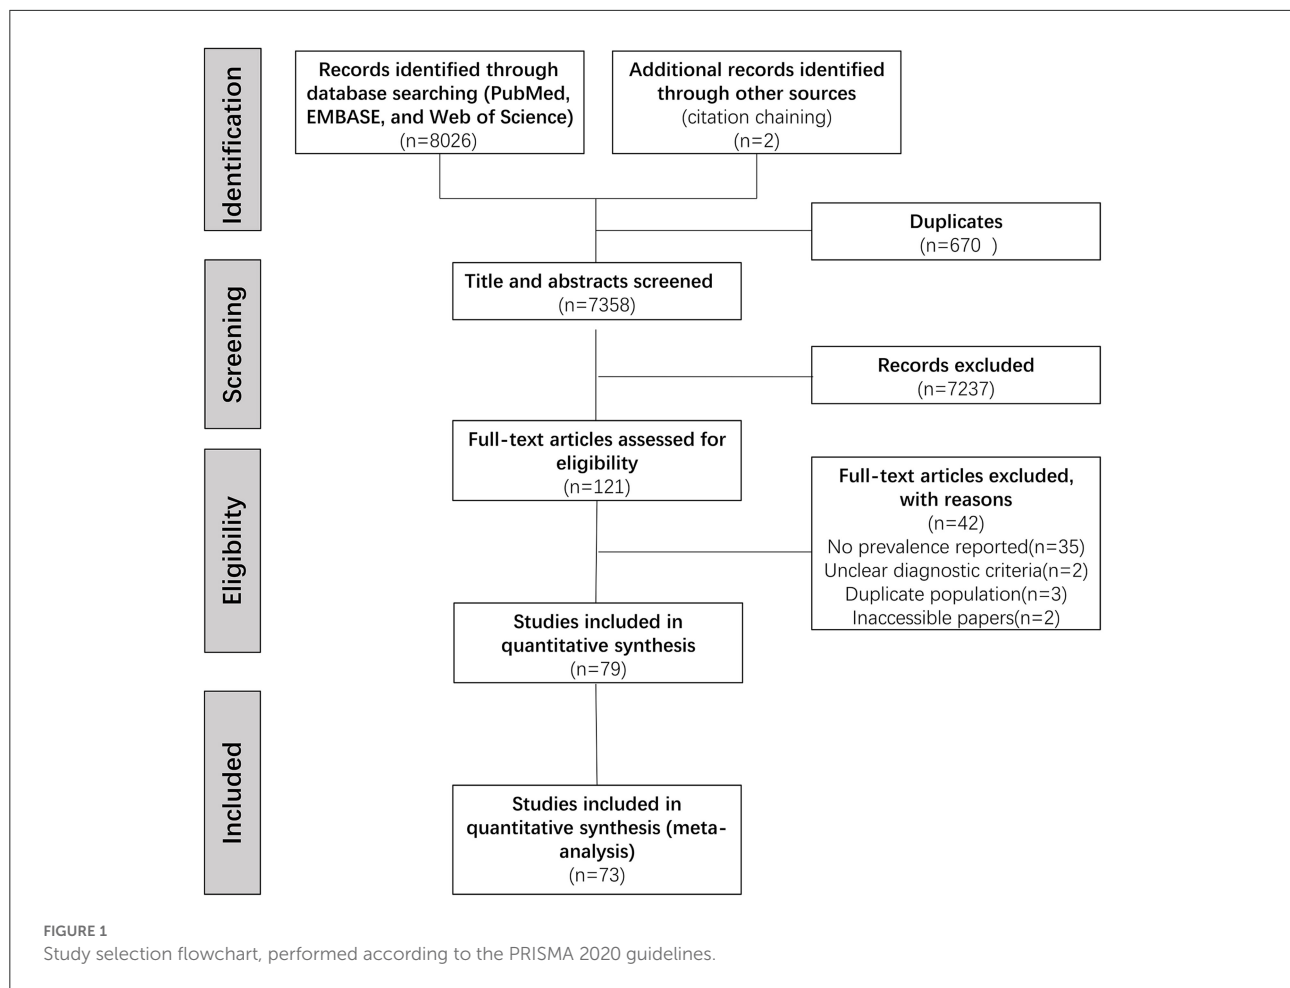 Identification
Records identified through
database searching (PubMed,
EMBASE, and Web of Science)
(n=8026)
Additional records identified
through other sources
(citation chaining)
(n=2)
Duplicates
(n=670  )
Screening
Title and abstracts screened
(n=7358)
Records excluded
(n=7237)
Eligibility
Full-text articles assessed for
eligibility
(n=121)
Full-text articles excluded,
with reasons
(n=42)
No prevalence reported(n=35)
Unclear diagnostic criteria(n=2)
Duplicate population(n=3)
Inaccessible papers(n=2)
Studies included in
quantitative synthesis
(n=79)
Included
Studies included in
quantitative synthesis (meta-
analysis)
(n=73)
FIGURE 1
Study selection flowchart, performed according to the PRISMA 2020 guidelines.